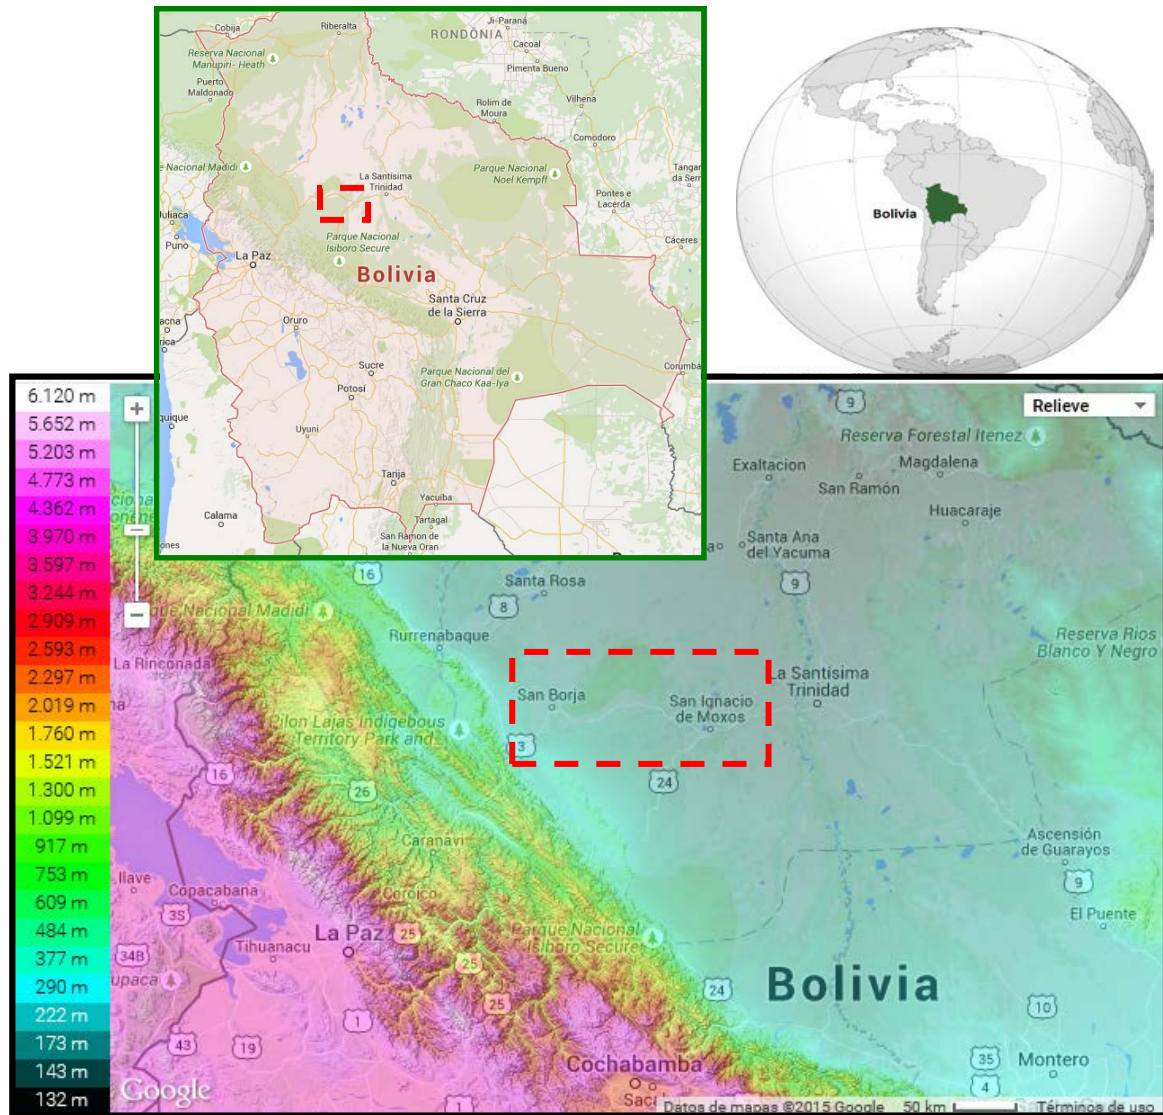 Cobija
Riberalta
Ji-Paraná
RONDÔNIA
Cacoal
Pimenta Bueno
Reserva Nacional
Manupiri- Heath
Puerto
Maldonado
Rolim de
Moura
Vilhena
Comodoro
Nacional Madidi
La Santísima
Trinidad
Parque Nacional
Noel Kempff
Pontes e
Lacerda
Juliaca
Puno
Parque Nacional
Isiboro Secure
Cáceres
La Paz
Bolivia
Santa Cruz
de la Sierra
Oruro
Sucre
Potosí
Parque Nacional del
Gran Chaco Kaa-Iya
Corumbá
Uyuni
Tarija
Yacuiba
Calama
Tartagal
San Ramon de
la Nueva Oran
Bolivia
6.120 m
5.652 m
5.203 m
4.773 m
4.362 m
3.970 m
3.597 m
3.244 m
2.909 m
2.593 m
2.297 m
2.019 m
1.760 m
1.521 m
1.300 m
1.099 m
917 m
753 m
609 m
484 m
377 m
290 m
222 m
173 m
143 m
132 m
+
−
Relieve
9
Reserva Forestal Itenez
Exaltacion
Magdalena
San Ramón
Huacaraje
Santa Ana
del Yacuma
16
Santa Rosa
8
9
Parque Nacional Madidi
Rurrenabaque
Reserva Rios
Blanco Y Negro
La Rinconada
San Borja
San Ignacio
de Moxos
La Santísima
Trinidad
Pilon Lajas Indigebous
Territory Park and
3
16
26
24
Caranavi
Ascensión
de Guarayos
Ilave
Copacabana
Coroico
9
3S
El Puente
La Paz
25
Parque Nacional
Isiboro Secure
Tihuanacu
34B
25
24
Bolivia
25
10
1
43
19
35
Montero
Cochabamba
4
Google
1
Datos de mapas ©2015 Google
50 km
Términos de uso